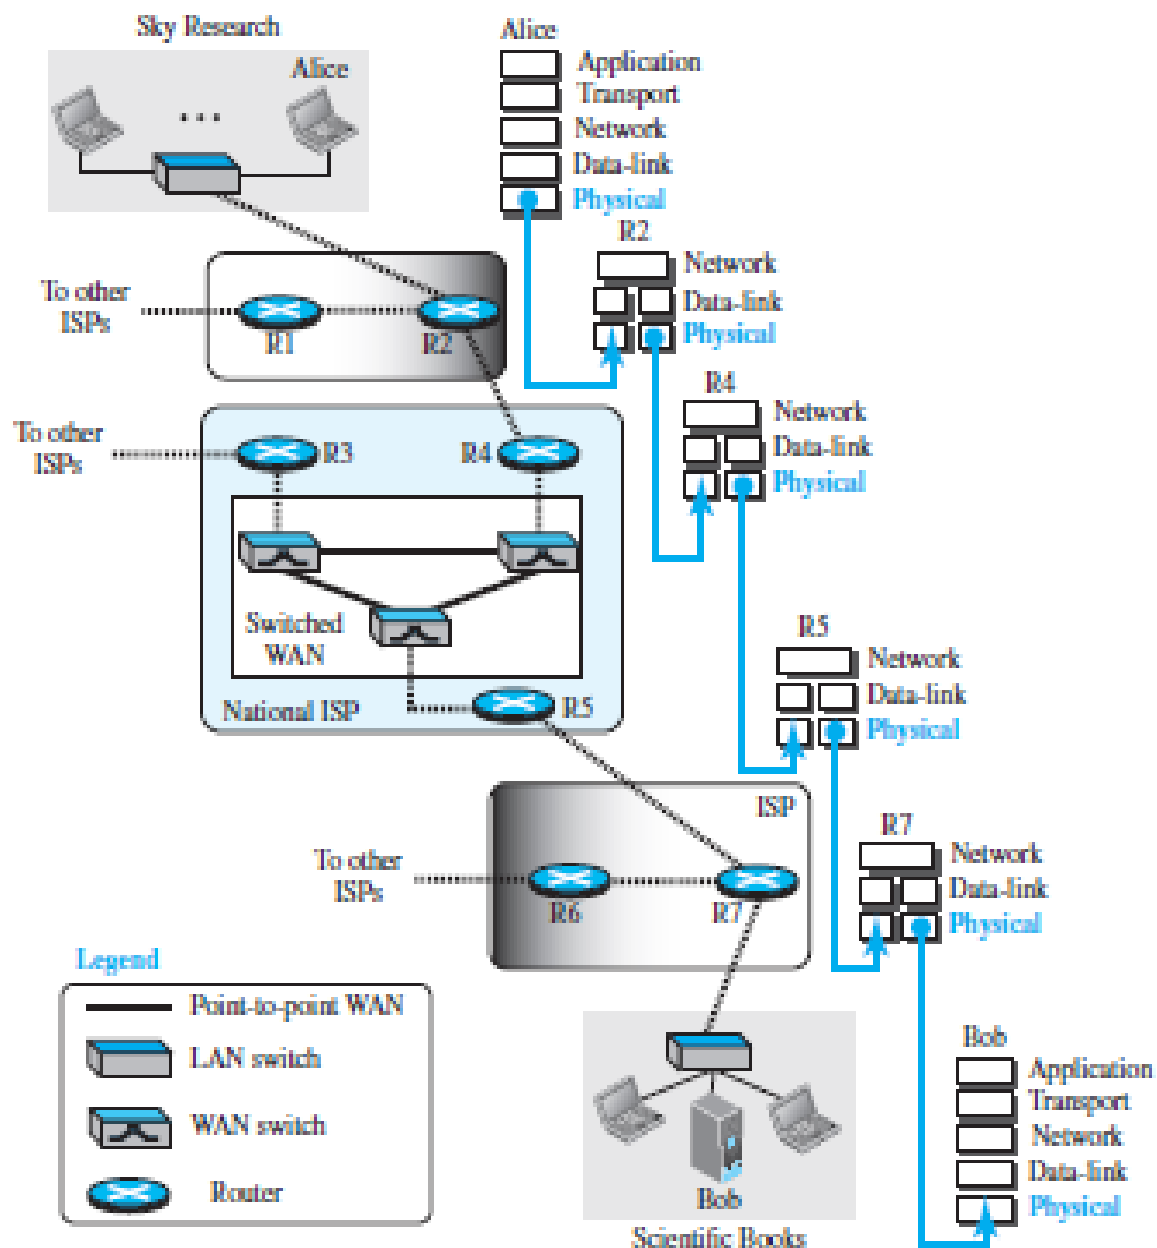 Sky Research
Alice
Alice
Application
Transport
Network
Data-link
Physical
R2
Network
Data-link
Physical
To other
ISPs
R1
R2
R4
Network
Data-link
Physical
To other
ISPs
R3
R4
Switched
WAN
National ISP
R5
R5
Network
Data-link
Physical
ISP
To other
ISPs
R6
R7
R7
Network
Data-link
Physical
Legend
Point-to-point WAN
LAN switch
WAN switch
Router
Bob
Scientific Books
Bob
Application
Transport
Network
Data-link
Physical